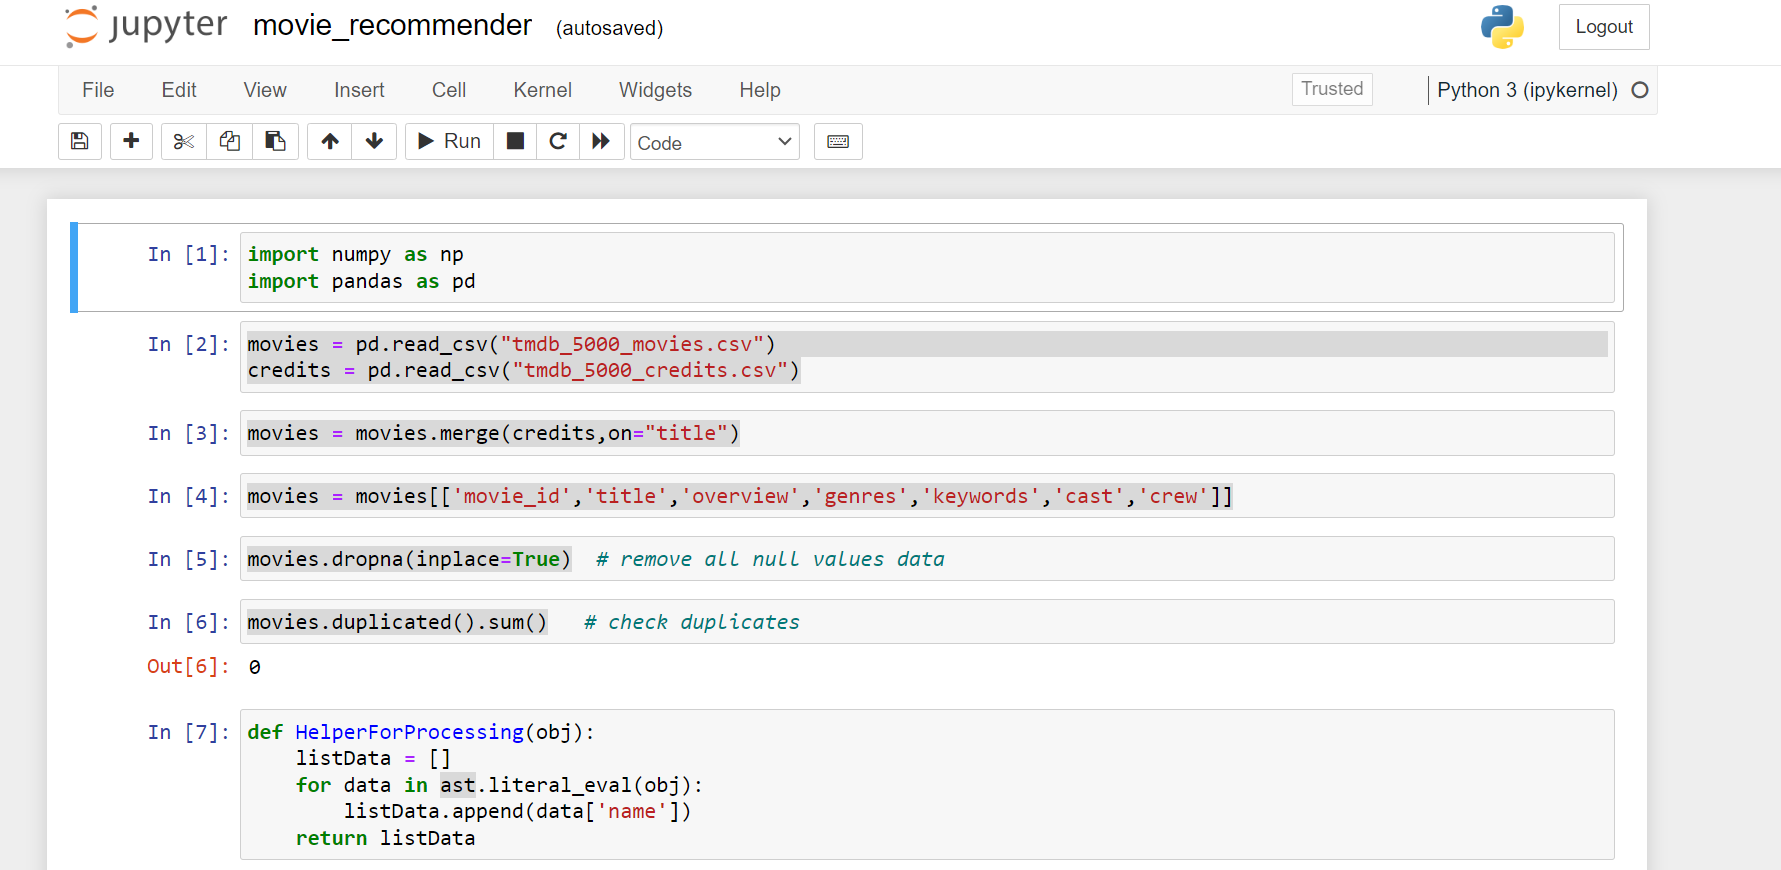 jupyter movie_recommender (autosaved)
Logout
File Edit View Insert Cell Kernel Widgets Help Trusted Python 3 (ipykernel)
Run Code
In [1]: import numpy as np
import pandas as pd
In [2]: movies = pd.read_csv("tmdb_5000_movies.csv")
credits = pd.read_csv("tmdb_5000_credits.csv")
In [3]: movies = movies.merge(credits,on="title")
In [4]: movies = movies[['movie_id','title','overview','genres','keywords','cast','crew']]
In [5]: movies.dropna(inplace=True)  # remove all null values data
In [6]: movies.duplicated().sum()   # check duplicates
Out[6]: 0
In [7]: def HelperForProcessing(obj):
    listData = []
    for data in ast.literal_eval(obj):
        listData.append(data['name'])
    return listData